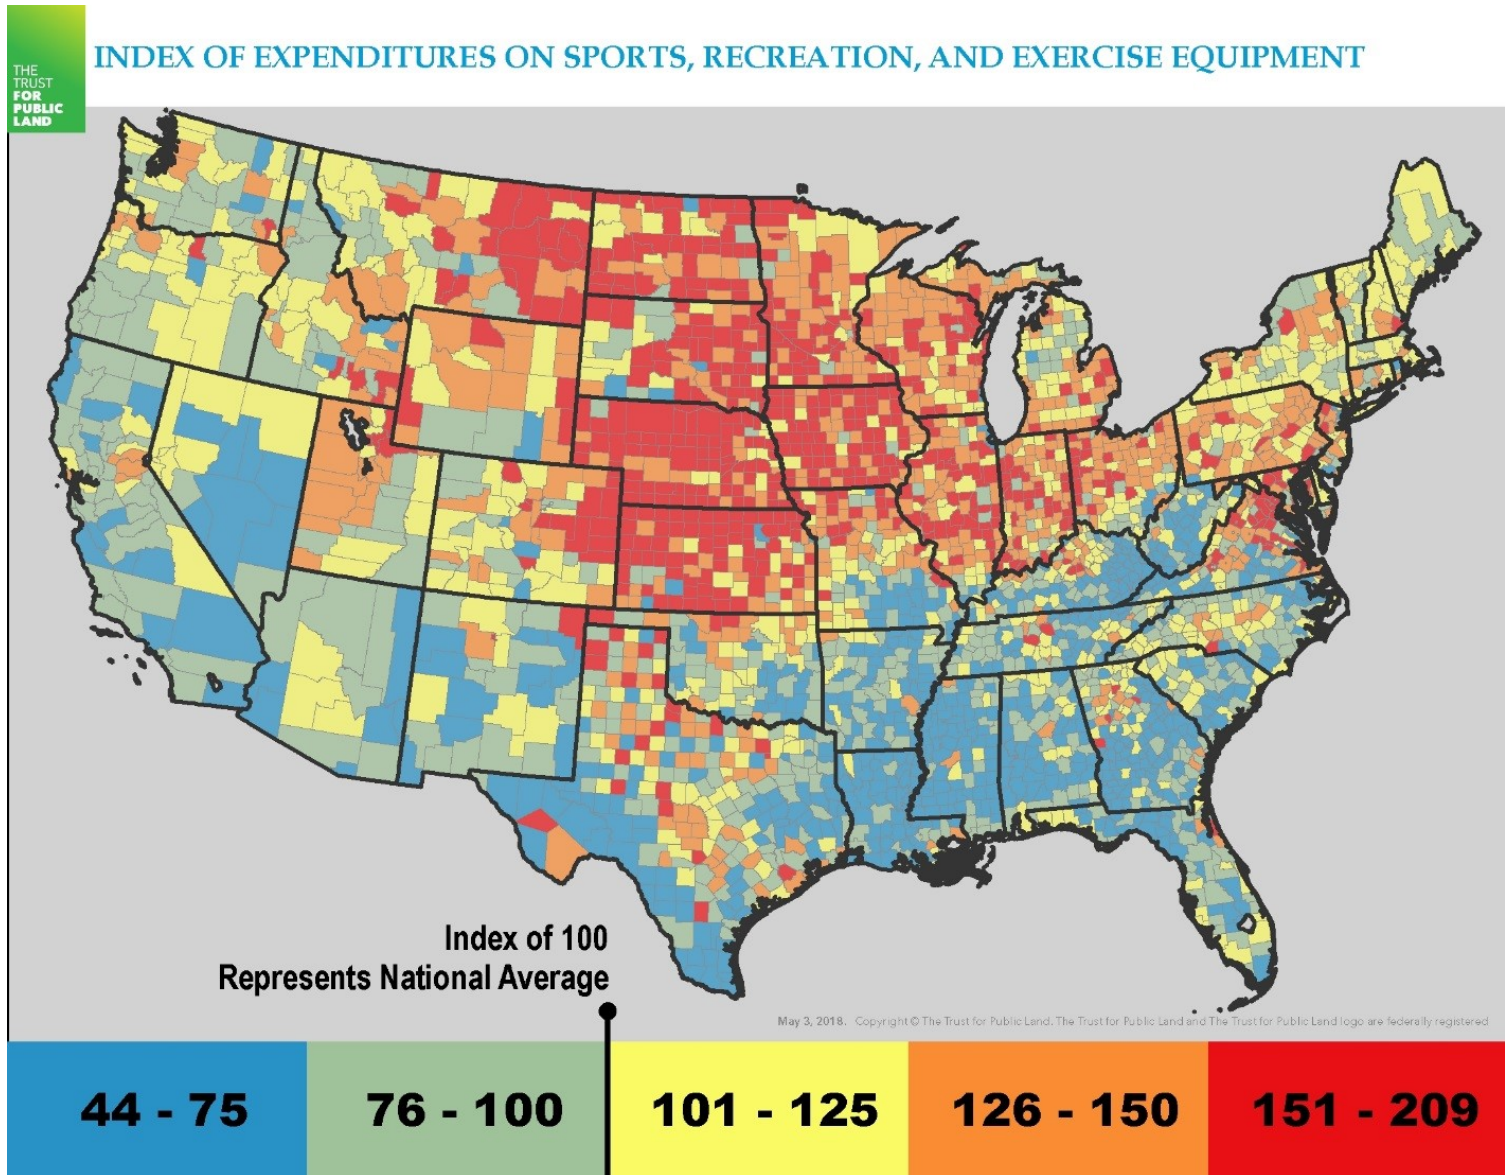 THE
TRUST
FOR
PUBLIC
LAND
INDEX OF EXPENDITURES ON SPORTS, RECREATION, AND EXERCISE EQUIPMENT
Index of 100
Represents National Average
May 3, 2018. Copyright © The Trust for Public Land. The Trust for Public Land and The Trust for Public Land logo are federally registered
44 - 75
76 - 100
101 - 125
126 - 150
151 - 209